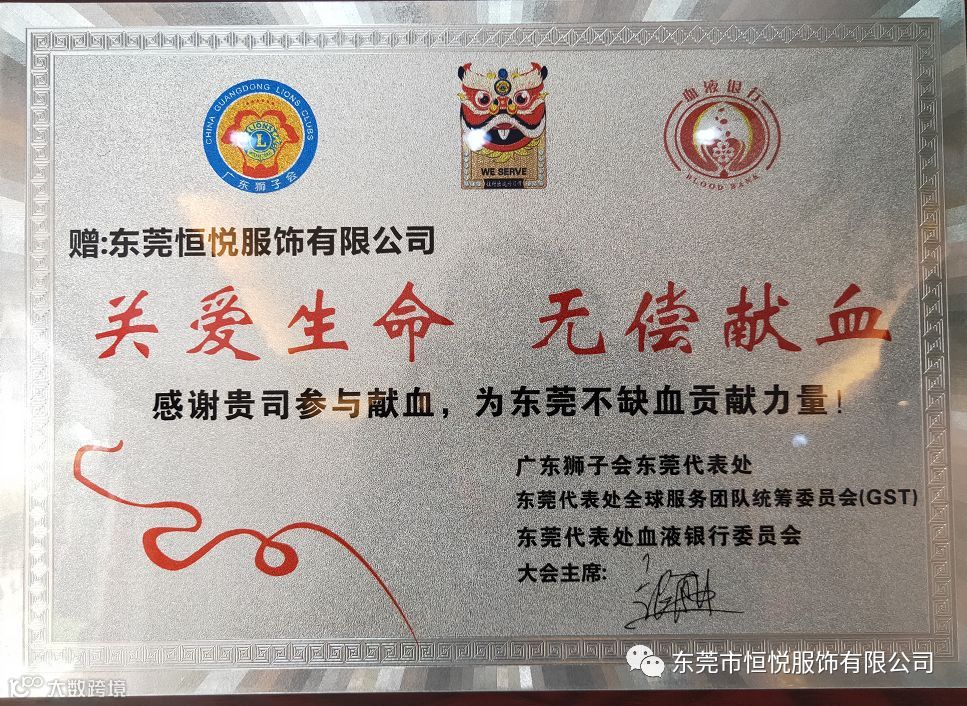 CHINA GUANGDONG LIONS CLUBS
LIONS
L
广东狮子会
WE SERVE
血液银行
BLOOD BANK
赠:东莞恒悦服饰有限公司
关爱生命 无偿献血
感谢贵司参与献血，为东莞不缺血贡献力量!
广东狮子会东莞代表处
东莞代表处全球服务团队统筹委员会(GST)
东莞代表处血液银行委员会
大会主席:
东莞市恒悦服饰有限公司
大数跨境